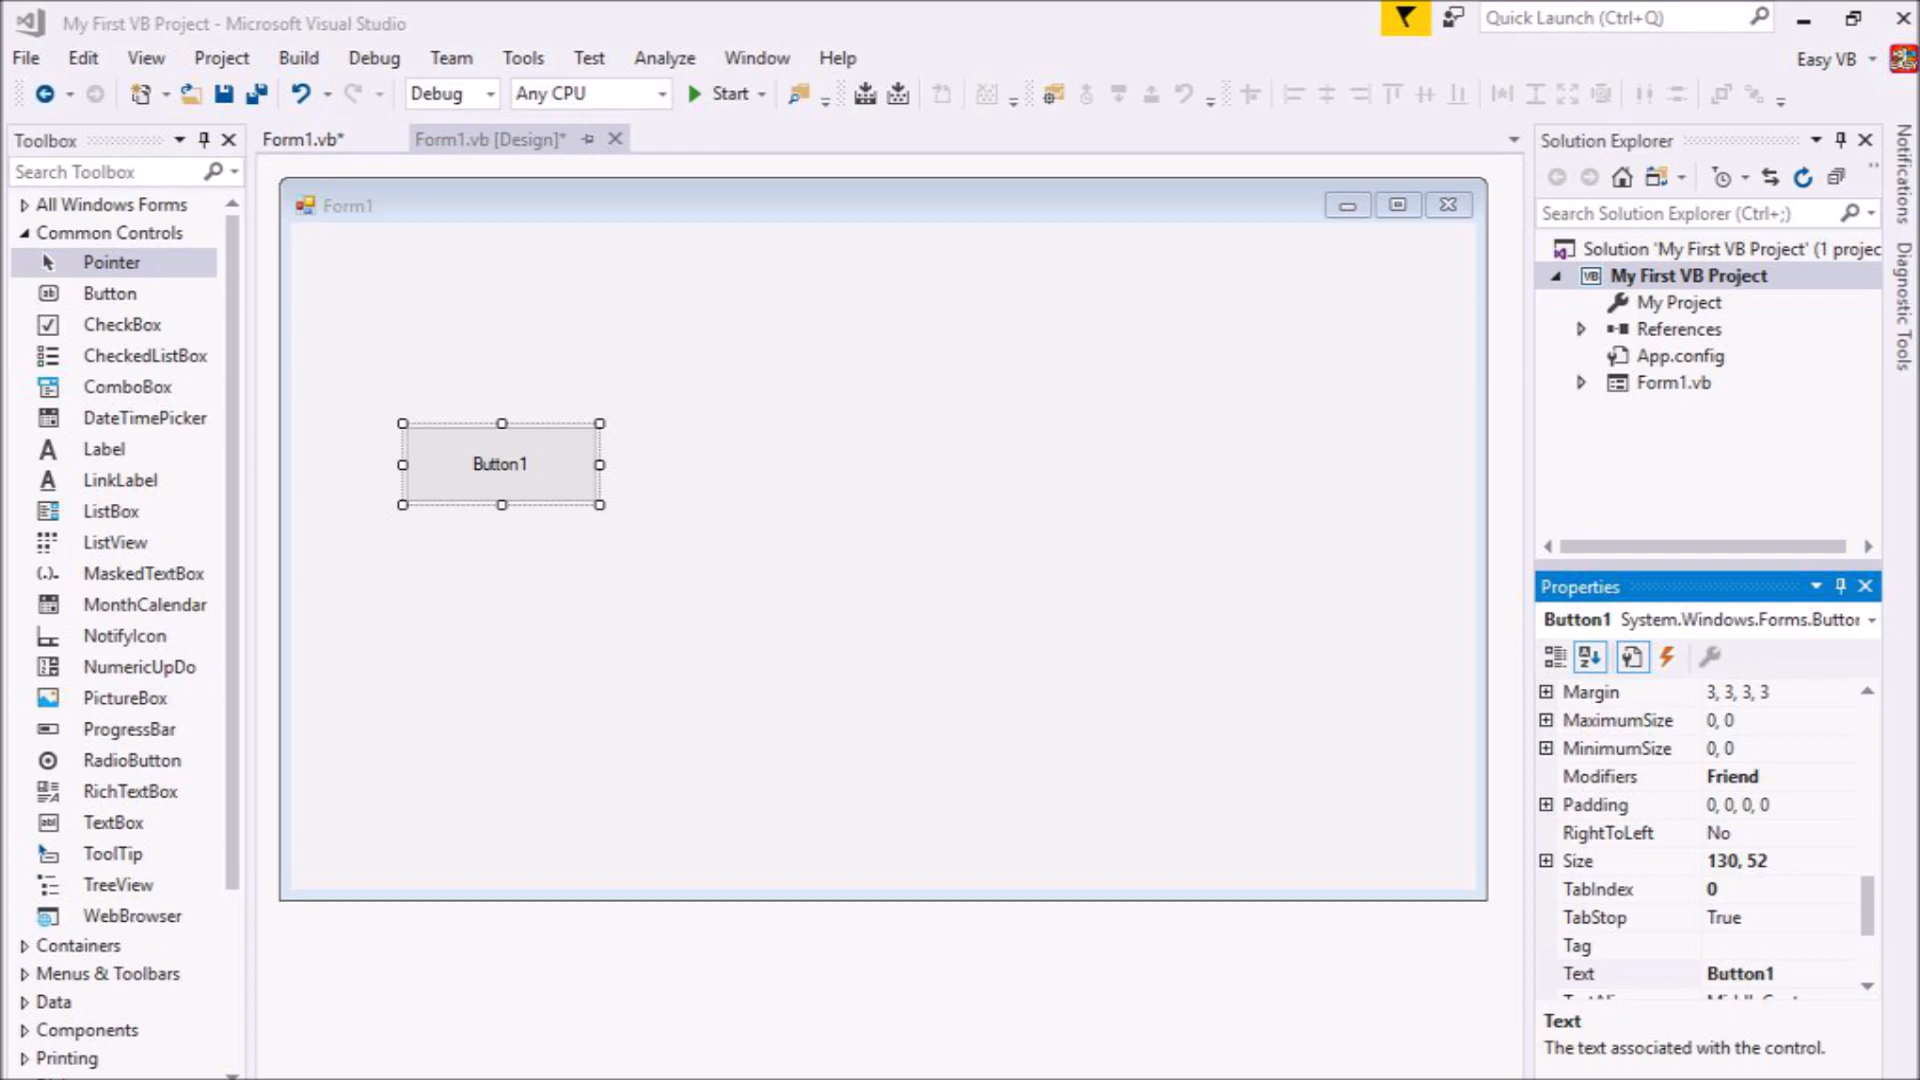 My First VB Project - Microsoft Visual Studio
Quick Launch (Ctrl+Q)
File Edit View Project Build Debug Team Tools Test Analyze Window Help
Easy VB
Debug Any CPU Start
Toolbox
Search Toolbox
All Windows Forms
Common Controls
Pointer
Button
CheckBox
CheckedListBox
ComboBox
DateTimePicker
Label
LinkLabel
ListBox
ListView
MaskedTextBox
MonthCalendar
NotifyIcon
NumericUpDo
PictureBox
ProgressBar
RadioButton
RichTextBox
TextBox
ToolTip
TreeView
WebBrowser
Containers
Menus & Toolbars
Data
Components
Printing
Form1.vb* Form1.vb [Design]*
Form1
Button1
Solution Explorer
Search Solution Explorer (Ctrl+;)
Solution 'My First VB Project' (1 projec
VB My First VB Project
My Project
References
App.config
Form1.vb
Properties
Button1 System.Windows.Forms.Button
Margin 3, 3, 3, 3
MaximumSize 0, 0
MinimumSize 0, 0
Modifiers Friend
Padding 0, 0, 0, 0
RightToLeft No
Size 130, 52
TabIndex 0
TabStop True
Tag
Text Button1
Text
The text associated with the control.
Notifications
Diagnostic Tools